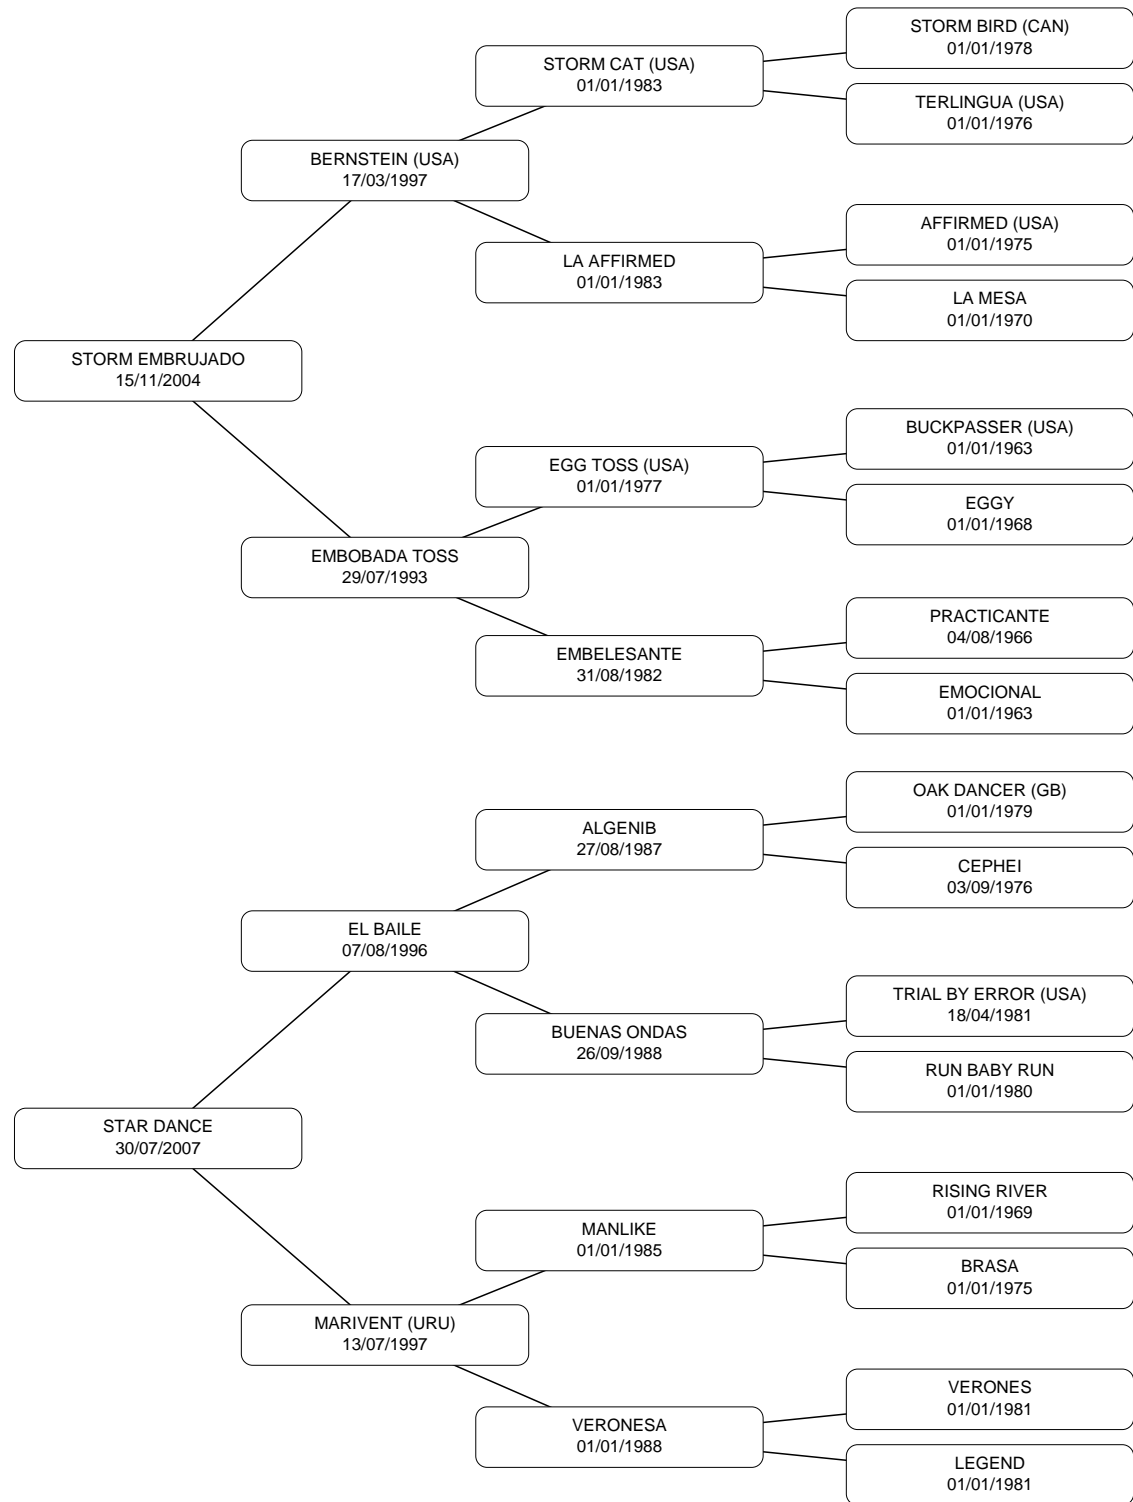 STORM BIRD (CAN)
01/01/1978
STORM CAT (USA)
01/01/1983
TERLINGUA (USA)
01/01/1976
BERNSTEIN (USA)
17/03/1997
AFFIRMED (USA)
01/01/1975
LA AFFIRMED
01/01/1983
LA MESA
01/01/1970
STORM EMBRUJADO
15/11/2004
BUCKPASSER (USA)
01/01/1963
EGG TOSS (USA)
01/01/1977
EGGY
01/01/1968
EMBOBADA TOSS
29/07/1993
PRACTICANTE
04/08/1966
EMBELESANTE
31/08/1982
EMOCIONAL
01/01/1963
OAK DANCER (GB)
01/01/1979
ALGENIB
27/08/1987
CEPHEI
03/09/1976
EL BAILE
07/08/1996
TRIAL BY ERROR (USA)
18/04/1981
BUENAS ONDAS
26/09/1988
RUN BABY RUN
01/01/1980
STAR DANCE
30/07/2007
RISING RIVER
01/01/1969
MANLIKE
01/01/1985
BRASA
01/01/1975
MARIVENT (URU)
13/07/1997
VERONES
01/01/1981
VERONESA
01/01/1988
LEGEND
01/01/1981